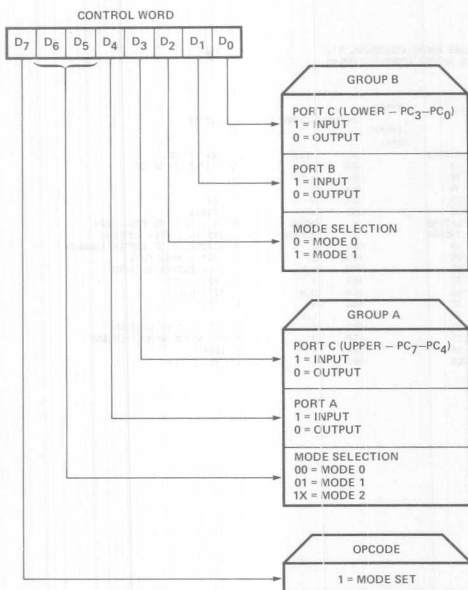 CONTROL WORD
D7 D6 D5 D4 D3 D2 D1 D0
GROUP B
PORT C (LOWER – PC3–PC0)
1 = INPUT
0 = OUTPUT
PORT B
1 = INPUT
0 = OUTPUT
MODE SELECTION
0 = MODE 0
1 = MODE 1
GROUP A
PORT C (UPPER – PC7–PC4)
1 = INPUT
0 = OUTPUT
PORT A
1 = INPUT
0 = OUTPUT
MODE SELECTION
00 = MODE 0
01 = MODE 1
1X = MODE 2
OPCODE
1 = MODE SET